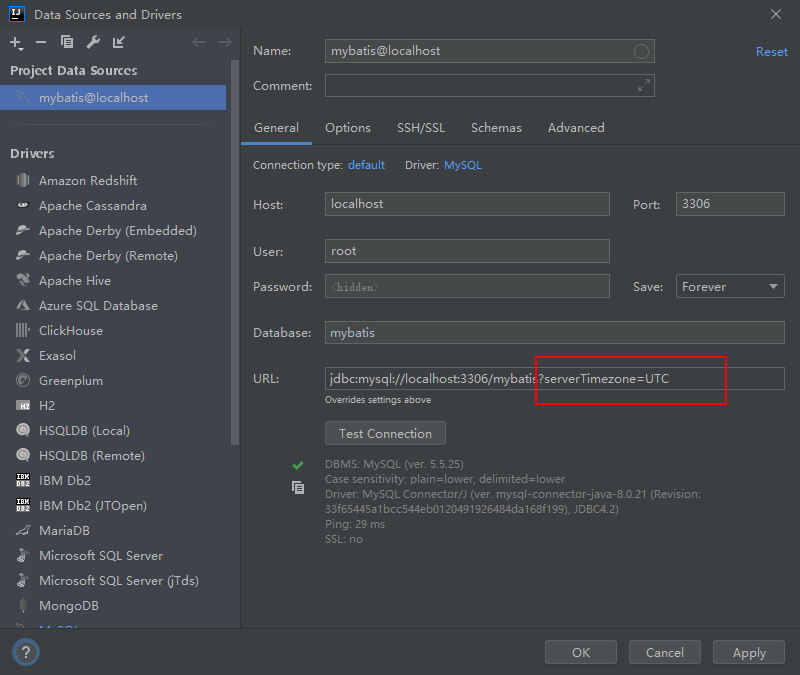 Data Sources and Drivers
Project Data Sources
mybatis@localhost
Drivers
Amazon Redshift
Apache Cassandra
Apache Derby (Embedded)
Apache Derby (Remote)
Apache Hive
Azure SQL Database
ClickHouse
Exasol
Greenplum
H2
HSQLDB (Local)
HSQLDB (Remote)
IBM Db2
IBM Db2 (JTOpen)
MariaDB
Microsoft SQL Server
Microsoft SQL Server (jTds)
MongoDB
MySQL
Name: mybatis@localhost Reset
Comment:
General Options SSH/SSL Schemas Advanced
Connection type: default Driver: MySQL
Host: localhost Port: 3306
User: root
Password: <hidden> Save: Forever
Database: mybatis
URL: jdbc:mysql://localhost:3306/mybatis?serverTimezone=UTC
Overrides settings above
Test Connection
DBMS: MySQL (ver. 5.5.25)
Case sensitivity: plain=lower, delimited=lower
Driver: MySQL Connector/J (ver. mysql-connector-java-8.0.21 (Revision:
33f65445a1bcc544eb0120491926484da168f199), JDBC4.2)
Ping: 29 ms
SSL: no
? OK Cancel Apply